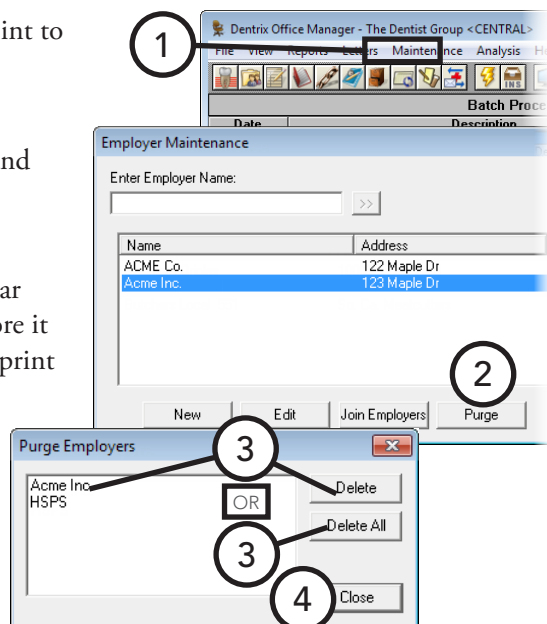 int to
nd
ar
re it
print
1
Dentrix Office Manager - The Dentist Group <CENTRAL>
File View Reports Letters Maintenance Analysis
INS
Batch Proce
Date Description
Employer Maintenance
Enter Employer Name:
>>
Name Address
ACME Co. 122 Maple Dr
Acme Inc. 123 Maple Dr
2
New Edit Join Employers Purge
Purge Employers
3
Acme Inc
HSPS
OR
Delete
Delete All
3
4
Close